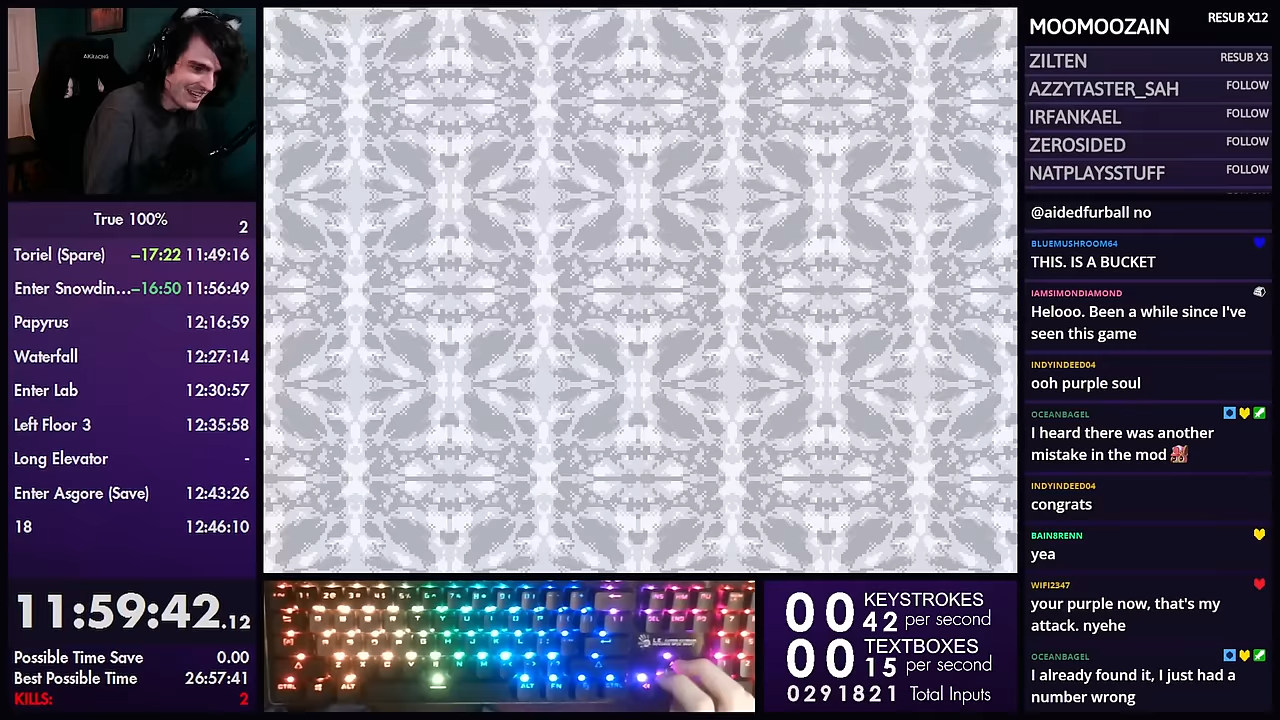 AKRACING
True 100%
2
Toriel (Spare) −17:22 11:49:16
Enter Snowdin... −16:50 11:56:49
Papyrus 12:16:59
Waterfall 12:27:14
Enter Lab 12:30:57
Left Floor 3 12:35:58
Long Elevator -
Enter Asgore (Save) 12:43:26
18 12:46:10
11:59:42.12
Possible Time Save 0.00
Best Possible Time 26:57:41
KILLS: 2
00.42 KEYSTROKES per second
00.15 TEXTBOXES per second
0291821 Total Inputs
MOOMOOZAIN RESUB X12
ZILTEN RESUB X3
AZZYTASTER_SAH FOLLOW
IRFANKAEL FOLLOW
ZEROSIDED FOLLOW
NATPLAYSSTUFF FOLLOW
@aidedfurball no
BLUEMUSHROOM64
THIS. IS A BUCKET
IAMSIMONDIAMOND
Helooo. Been a while since I've
seen this game
INDYINDEED04
ooh purple soul
OCEANBAGEL
I heard there was another
mistake in the mod
INDYINDEED04
congrats
BAIN8RENN
yea
WIFI2347
your purple now, that's my
attack. nyehe
OCEANBAGEL
I already found it, I just had a
number wrong